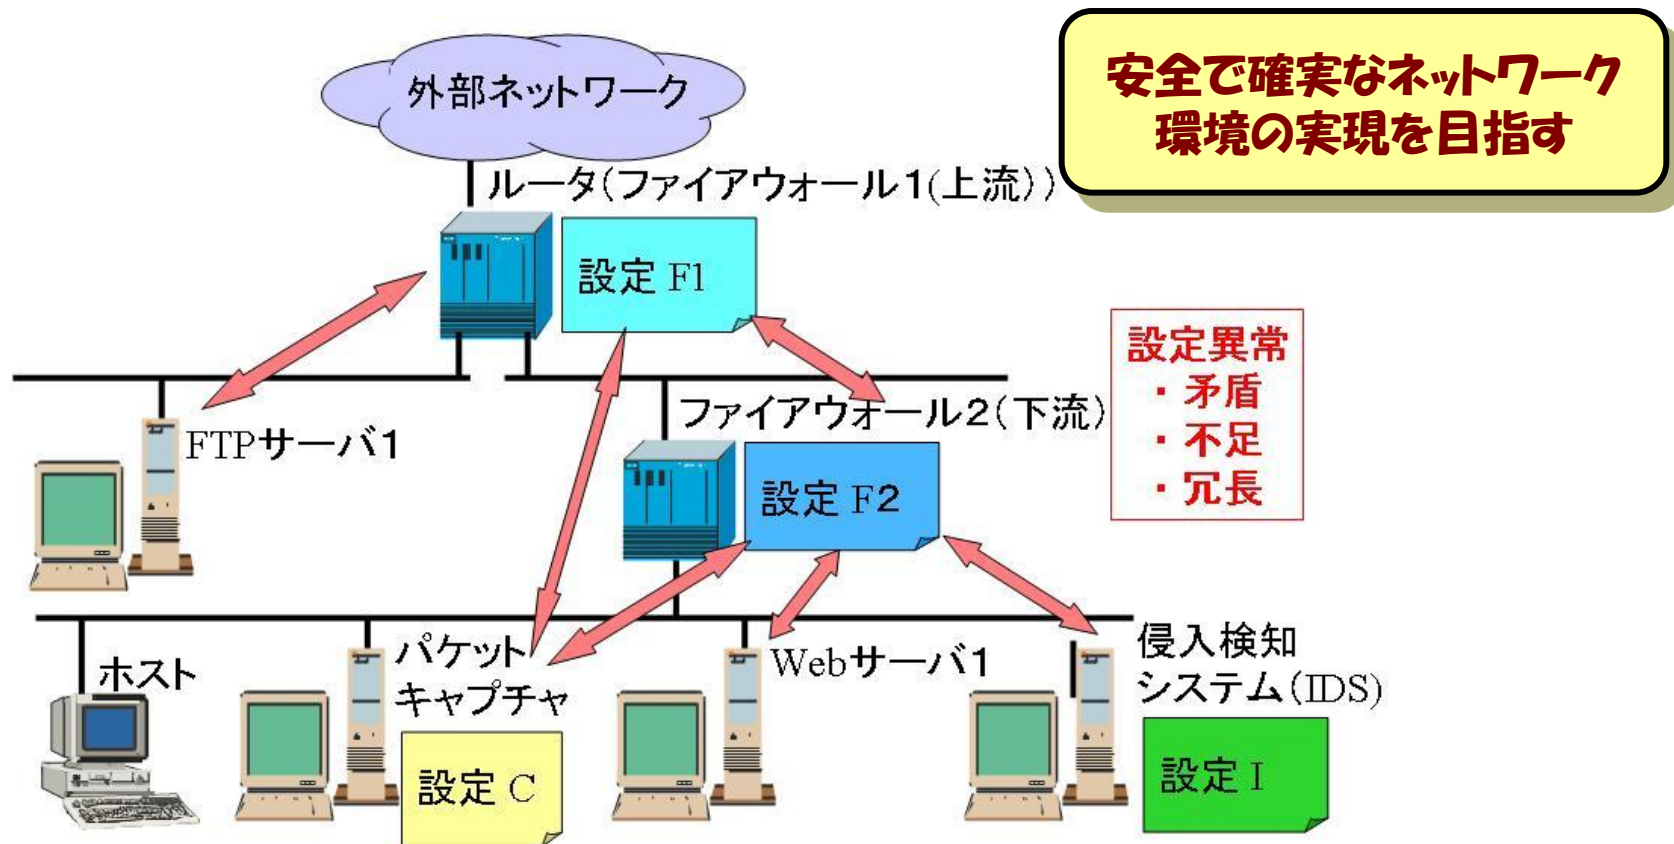 外部ネットワーク
安全で確実なネットワーク
環境の実現を目指す
ルータ(ファイアウォール1(上流))
設定 F1
設定異常
・矛盾
・不足
・冗長
ファイアウォール2(下流)
FTPサーバ1
設定 F2
ホスト
パケット
キャプチャ
Webサーバ1
侵入検知
システム(IDS)
設定 C
設定 I